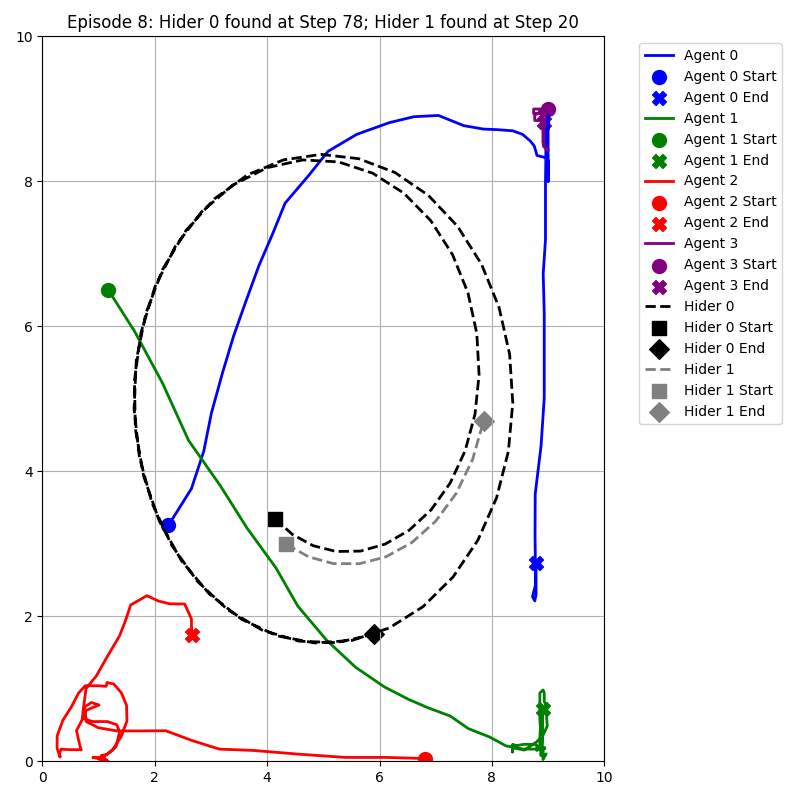 Episode 8: Hider 0 found at Step 78; Hider 1 found at Step 20
10
8
6
4
2
0
0
2
4
6
8
10
Agent 0
Agent 0 Start
Agent 0 End
Agent 1
Agent 1 Start
Agent 1 End
Agent 2
Agent 2 Start
Agent 2 End
Agent 3
Agent 3 Start
Agent 3 End
Hider 0
Hider 0 Start
Hider 0 End
Hider 1
Hider 1 Start
Hider 1 End